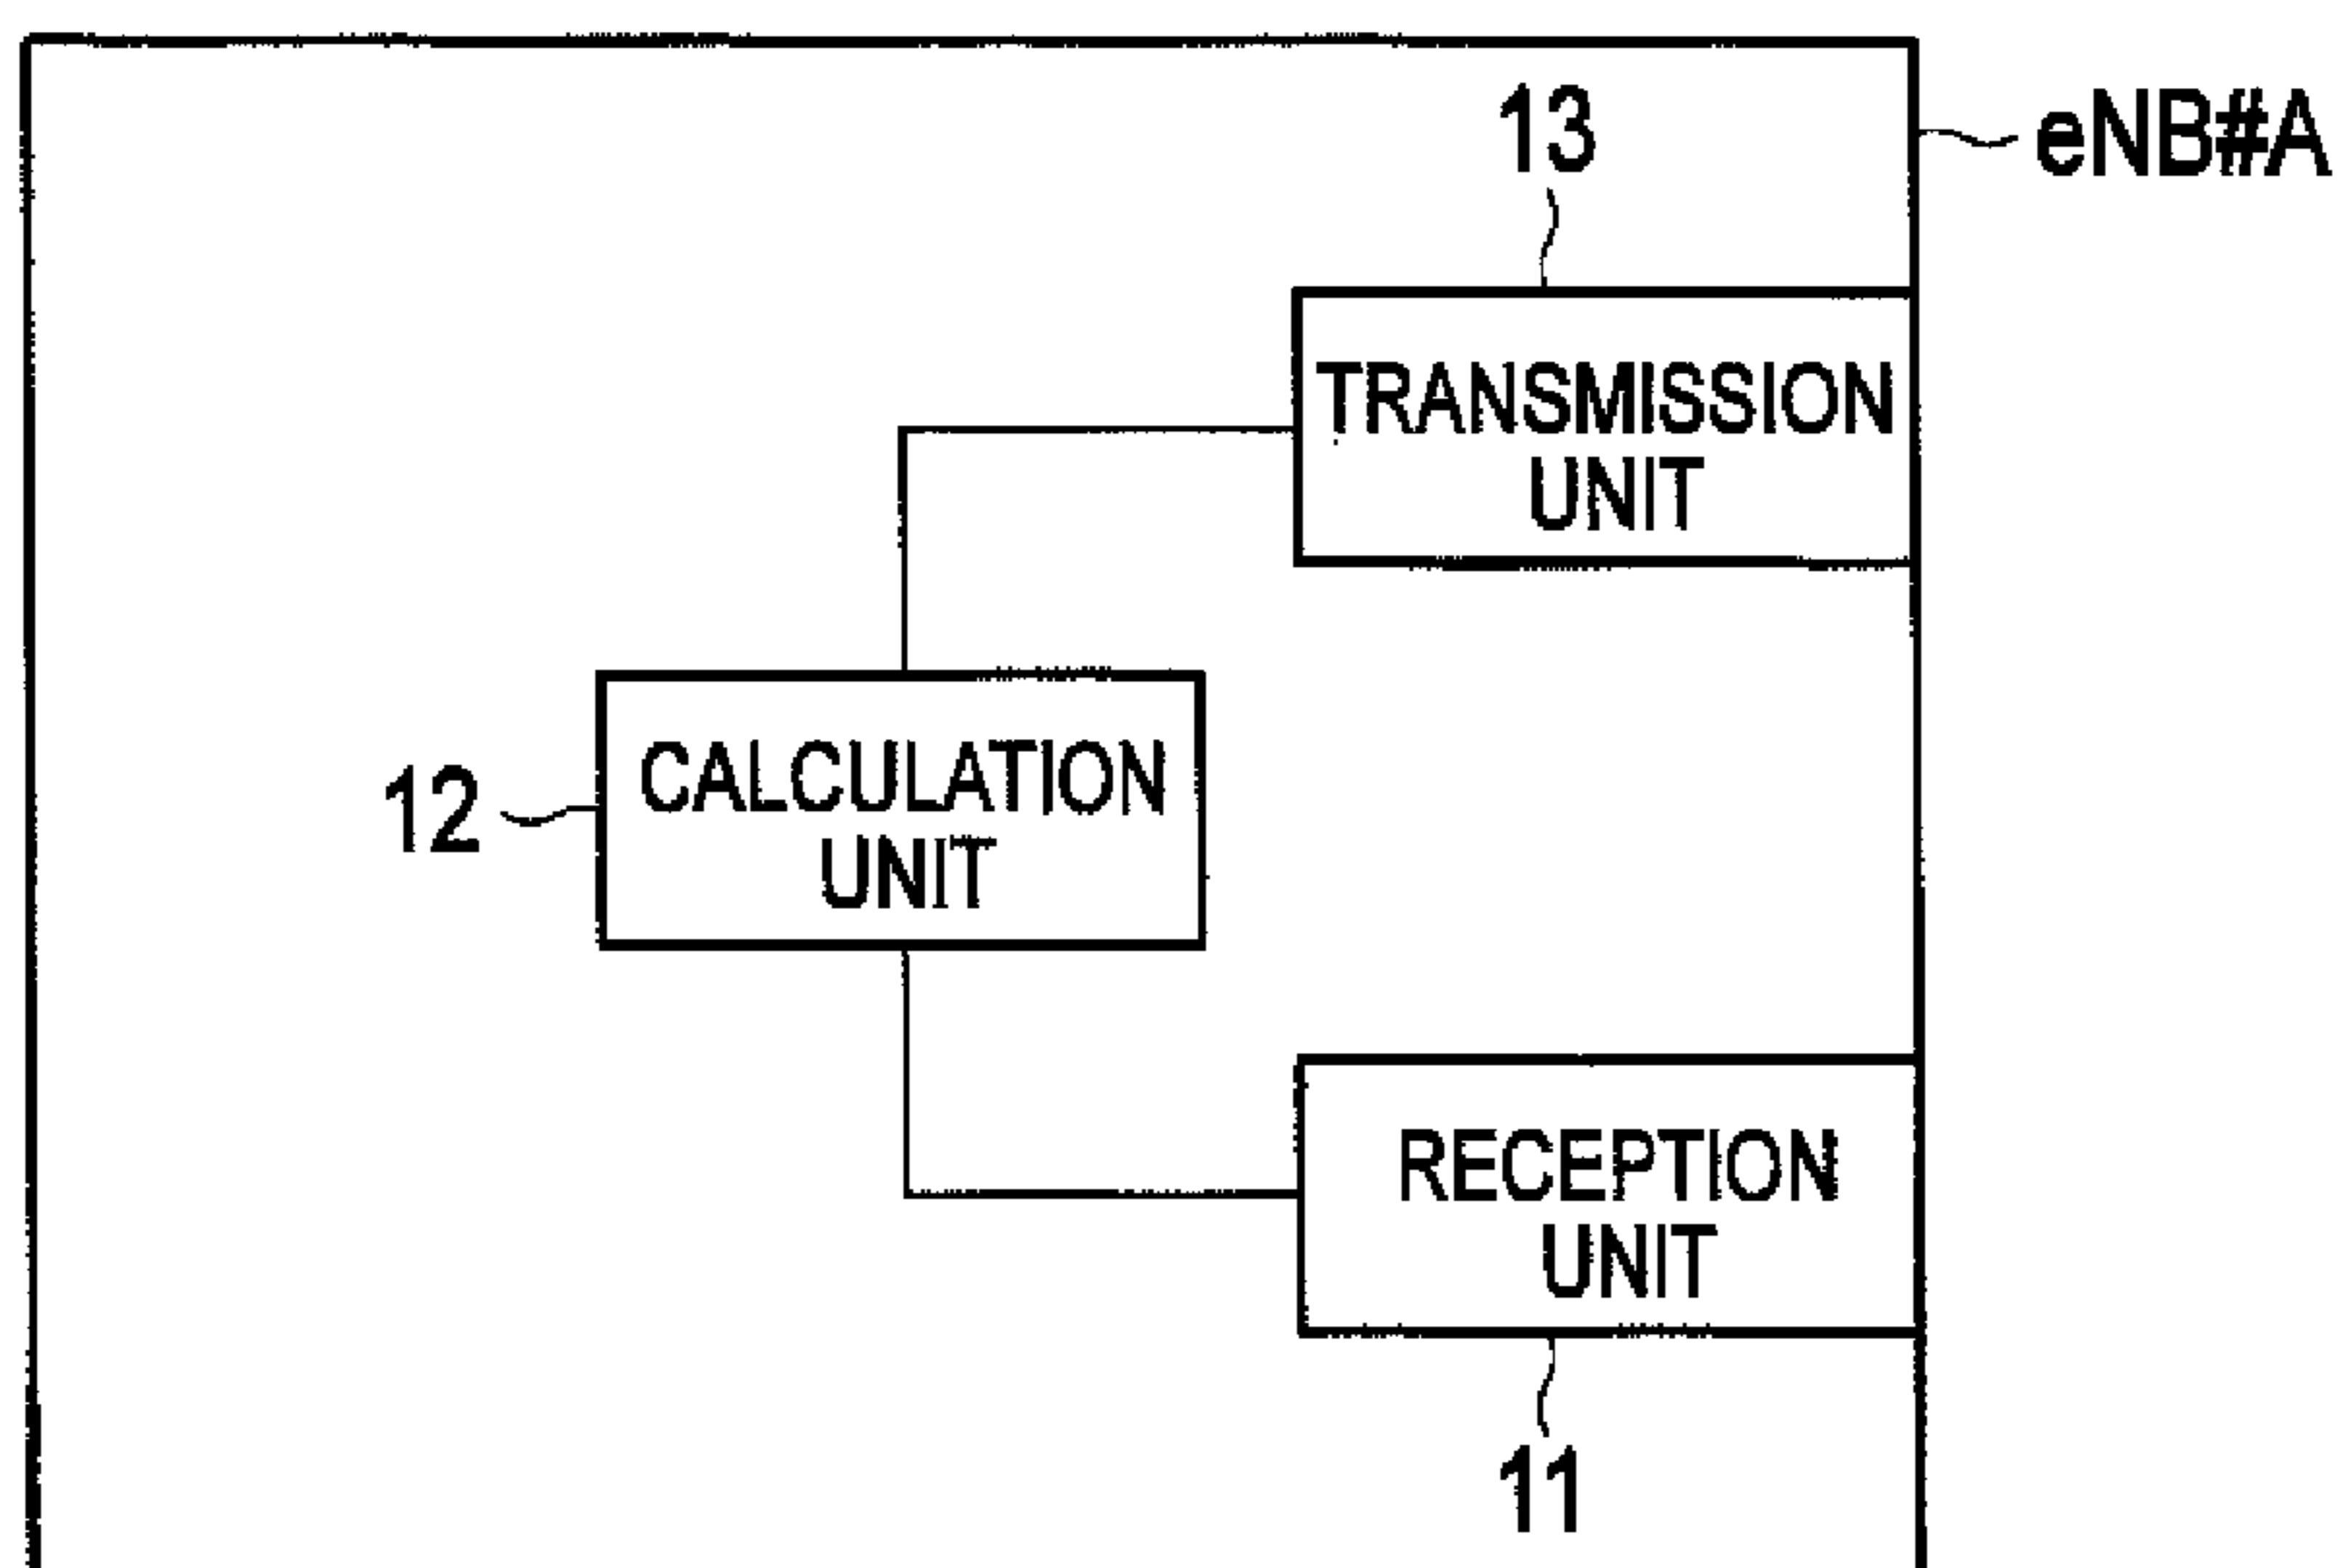 13
eNB#A
TRANSMISSION
UNIT
12
CALCULATION
UNIT
RECEPTION
UNIT
11